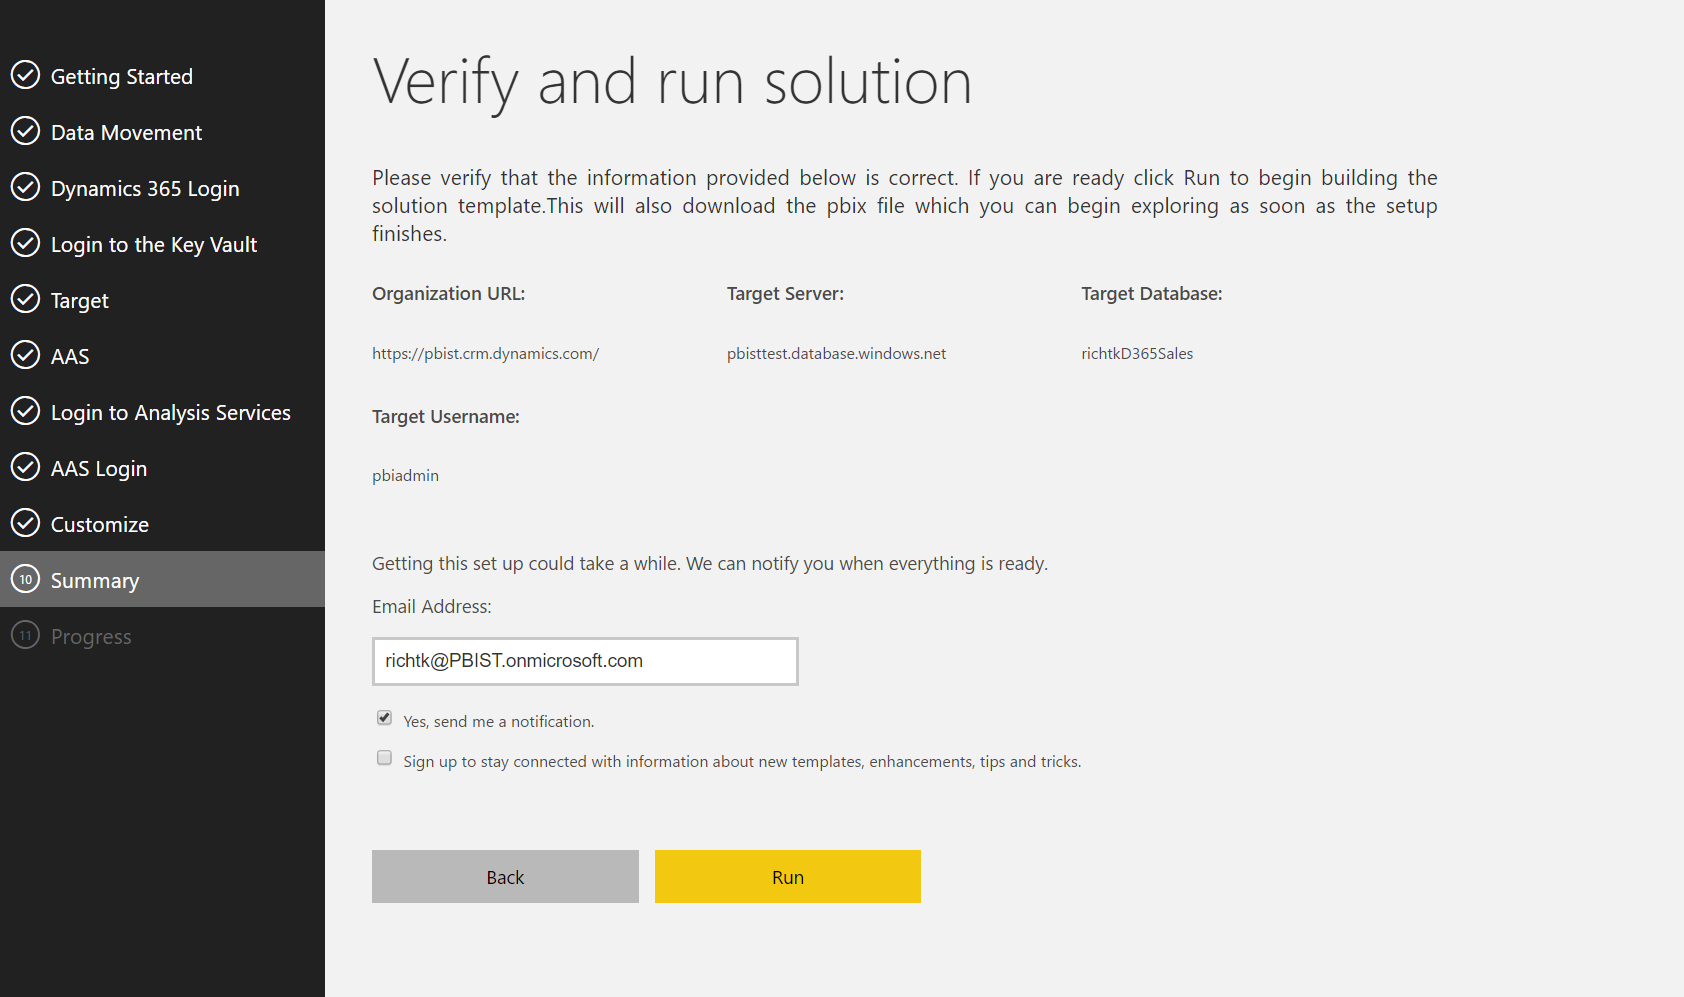 Getting Started
Data Movement
Dynamics 365 Login
Login to the Key Vault
Target
AAS
Login to Analysis Services
AAS Login
Customize
10 Summary
11 Progress
Verify and run solution
Please verify that the information provided below is correct. If you are ready click Run to begin building the
solution template.This will also download the pbix file which you can begin exploring as soon as the setup
finishes.
Organization URL: Target Server: Target Database:
https://pbist.crm.dynamics.com/ pbisttest.database.windows.net richtkD365Sales
Target Username:
pbiadmin
Getting this set up could take a while. We can notify you when everything is ready.
Email Address:
richtk@PBIST.onmicrosoft.com
Yes, send me a notification.
Sign up to stay connected with information about new templates, enhancements, tips and tricks.
Back Run